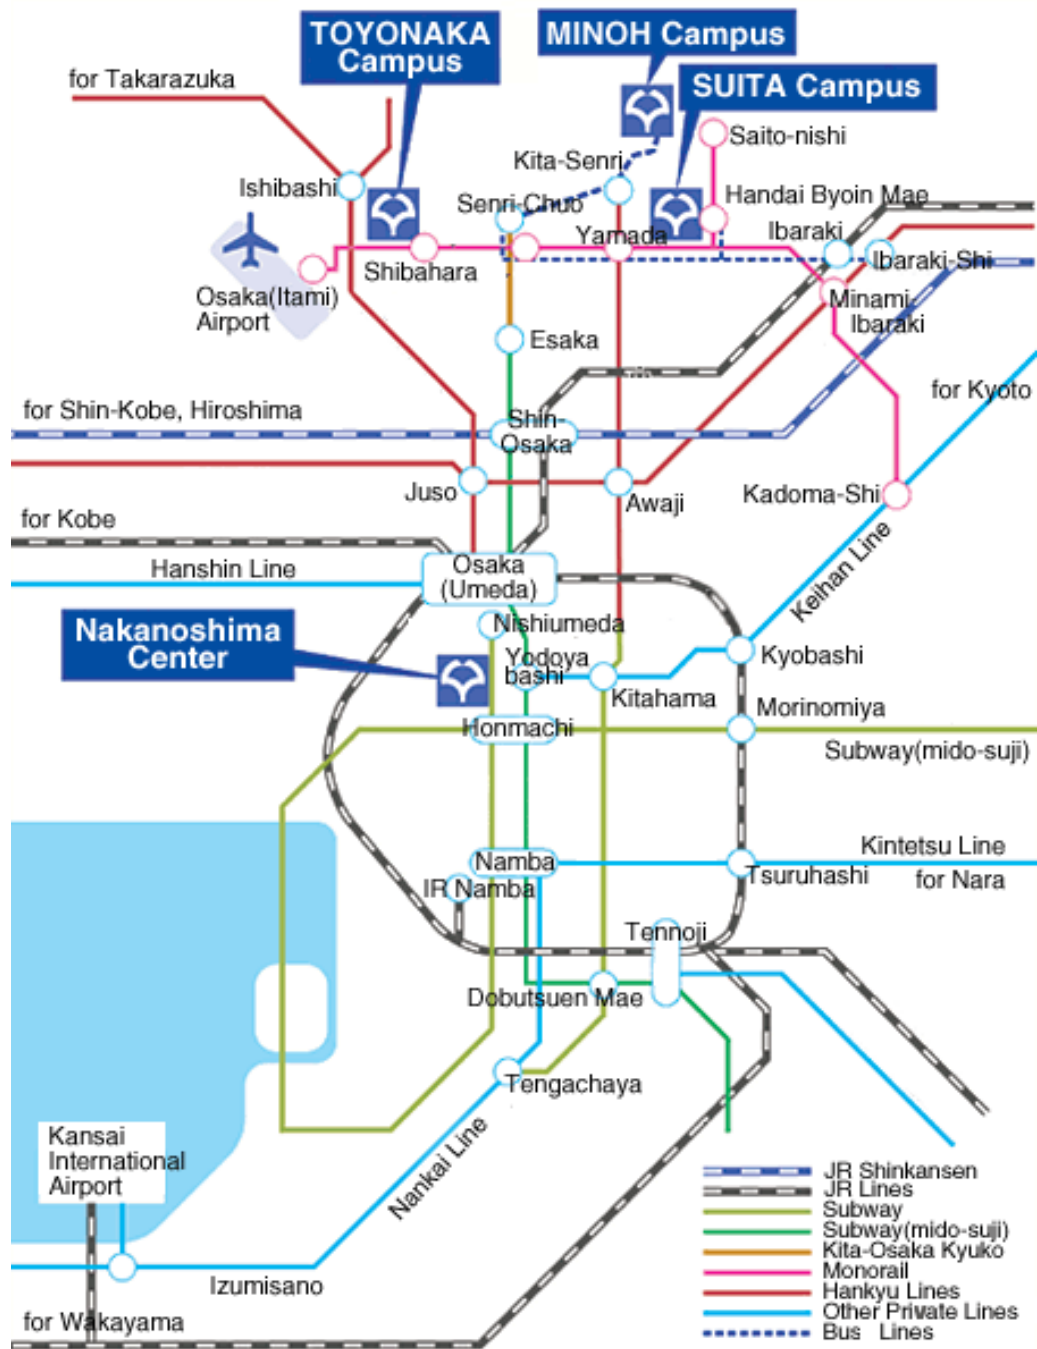 TOYONAKA
Campus
MINOH Campus
SUITA Campus
for Takarazuka
Saito-nishi
Kita-Senri
Ishibashi
Handai Byoin Mae
Senri-Chuo
Yamada
Ibaraki
Shibahara
Ibaraki-Shi
Osaka(Itami)
Airport
Minami-
Ibaraki
Esaka
for Kyoto
for Shin-Kobe, Hiroshima
Shin-
Osaka
Juso
Awaji
Kadoma-Shi
for Kobe
Hanshin Line
Osaka
(Umeda)
Keihan Line
Nakanoshima
Center
Nishiumeda
Yodoya
bashi
Kyobashi
Kitahama
Morinomiya
Honmachi
Subway(mido-suji)
Namba
Kintetsu Line
Tsuruhashi
for Nara
JR Namba
Tennoji
Dobutsuen Mae
Tengachaya
Kansai
International
Airport
Nankai Line
Izumisano
for Wakayama
JR Shinkansen
JR Lines
Subway
Subway(mido-suji)
Kita-Osaka Kyuko
Monorail
Hankyu Lines
Other Private Lines
Bus Lines